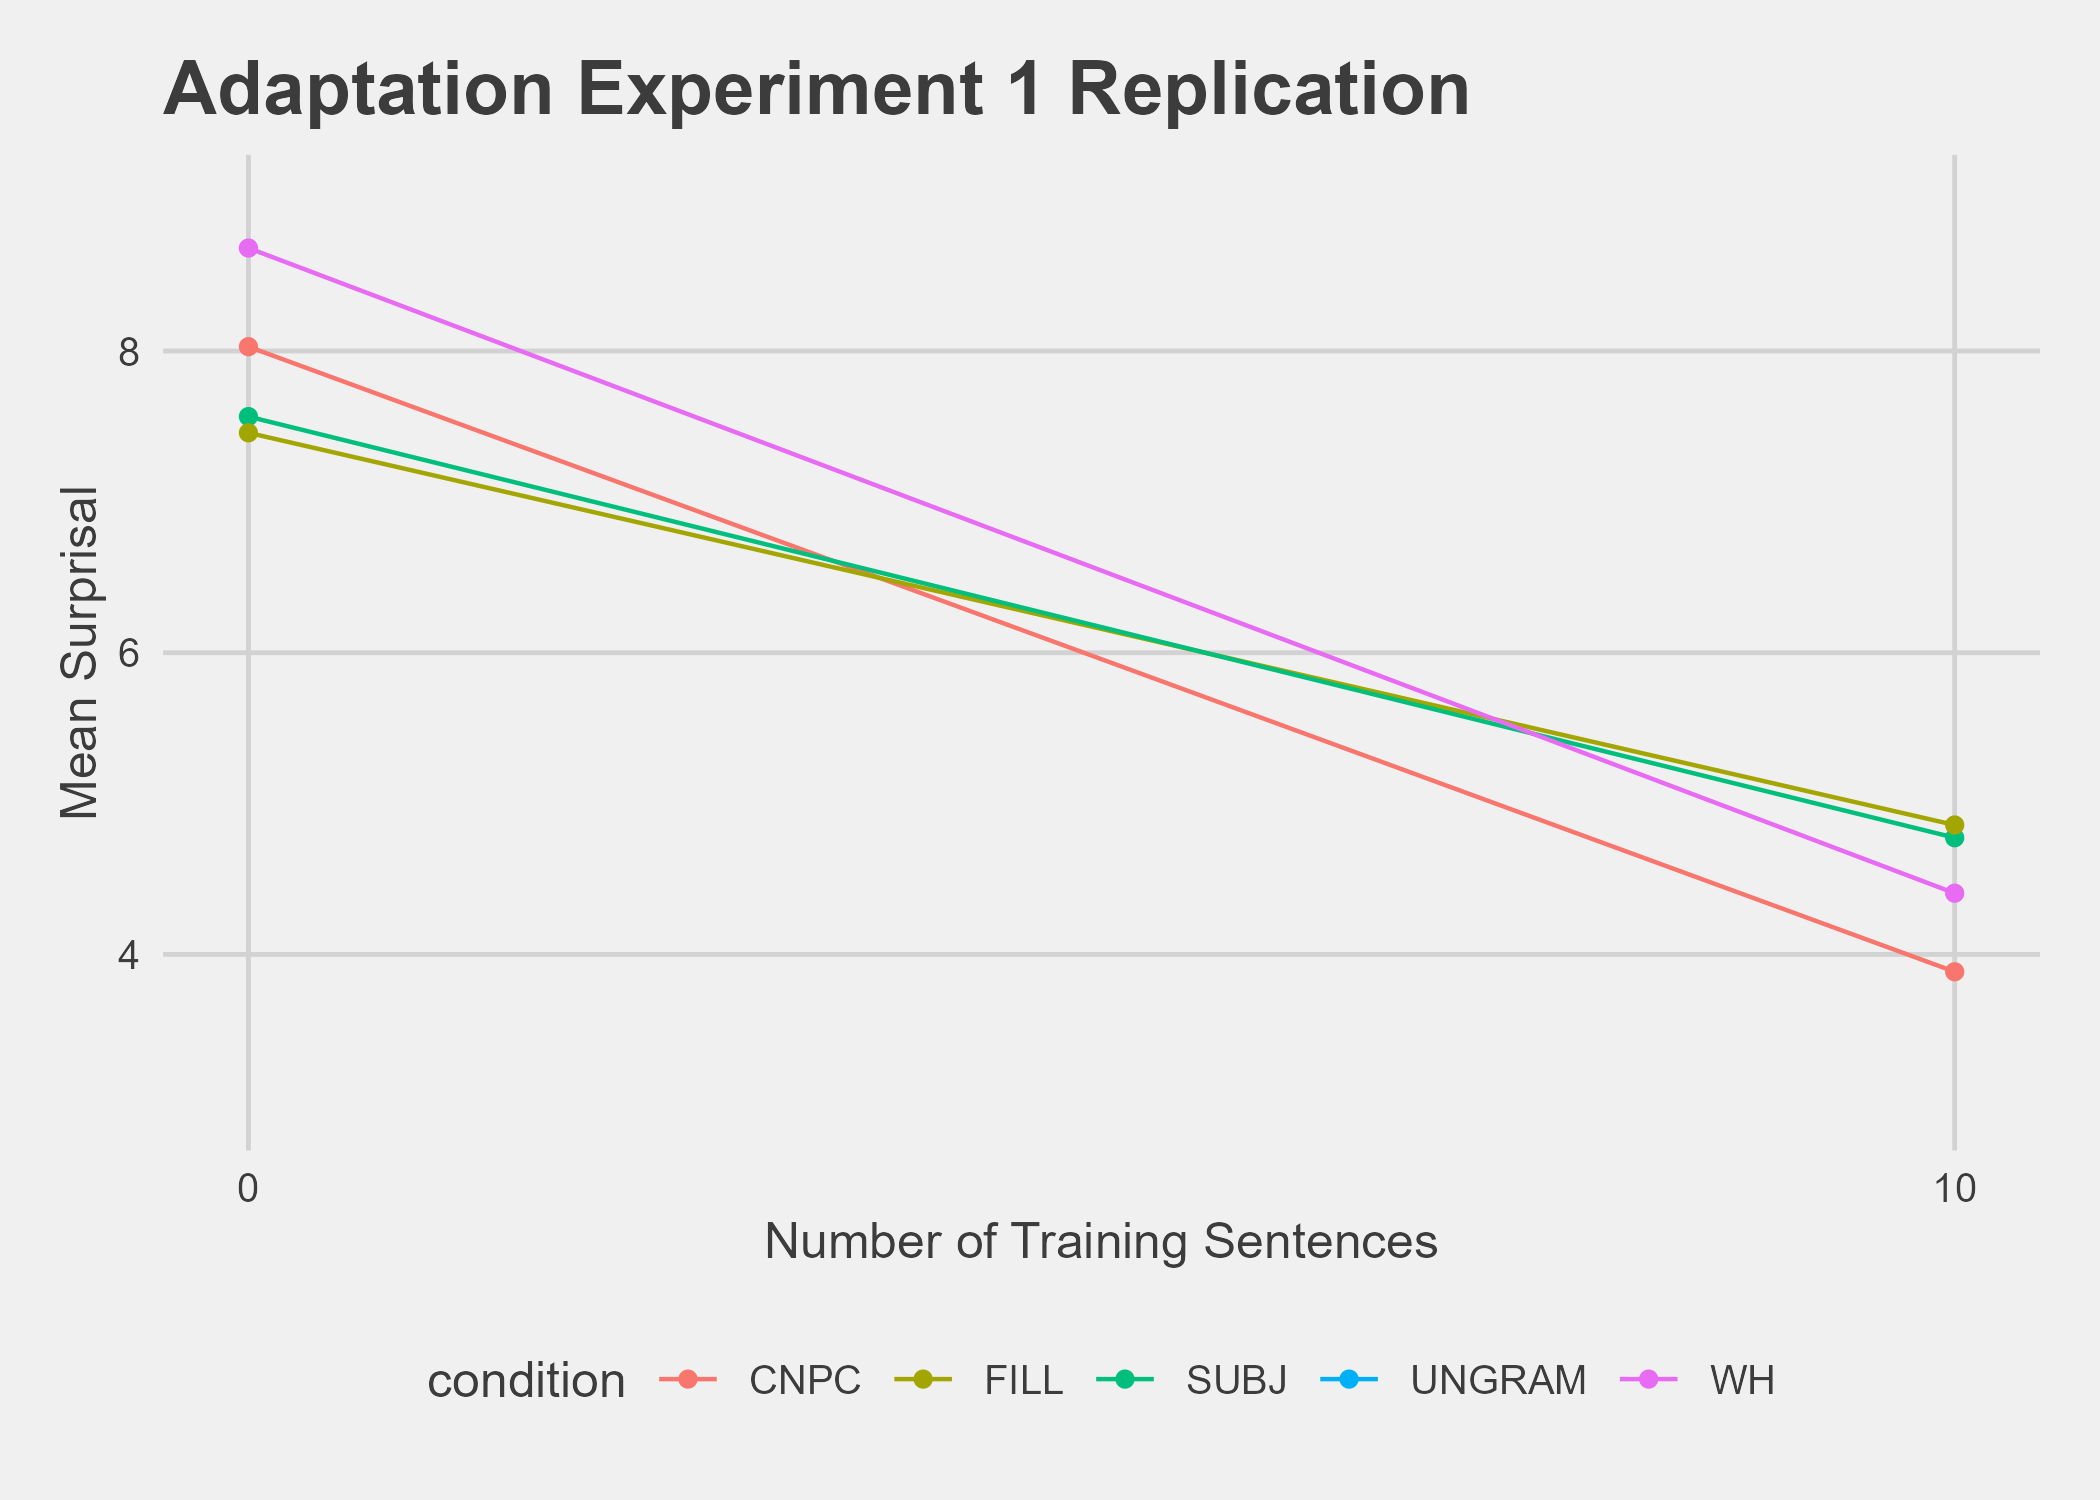 Adaptation Experiment 1 Replication
Mean Surprisal
8
6
4
0 10
Number of Training Sentences
condition CNPC FILL SUBJ UNGRAM WH